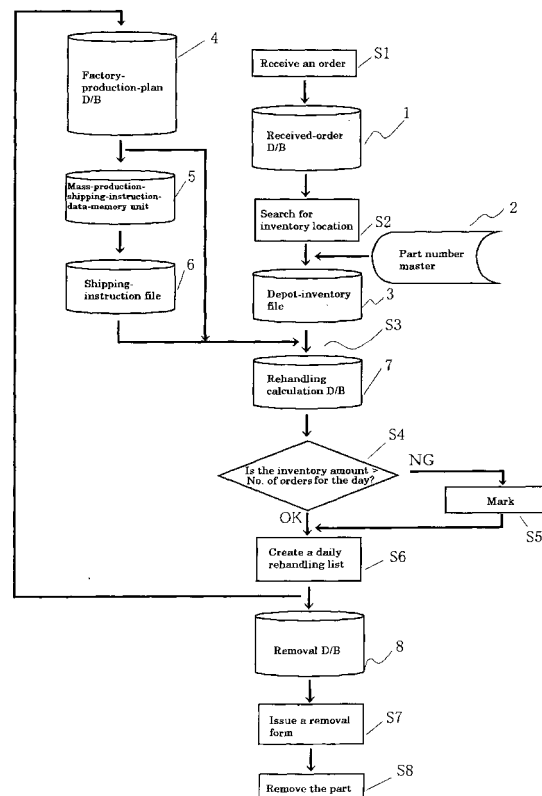 4
Factory-
production-plan
D/B
Receive an order
S1
Received-order
D/B
1
Mass-production-
shipping-instruction-
data-memory unit
5
Search for
inventory location
S2
2
Part number
master
Shipping-
instruction file
6
Depot-inventory
file
3
S3
Rehandling
calculation D/B
7
S4
Is the inventory amount
No. of orders for the day?
NG
Mark
S5
OK
Create a daily
rehandling list
S6
Removal D/B
8
Issue a removal
form
S7
Remove the part
S8